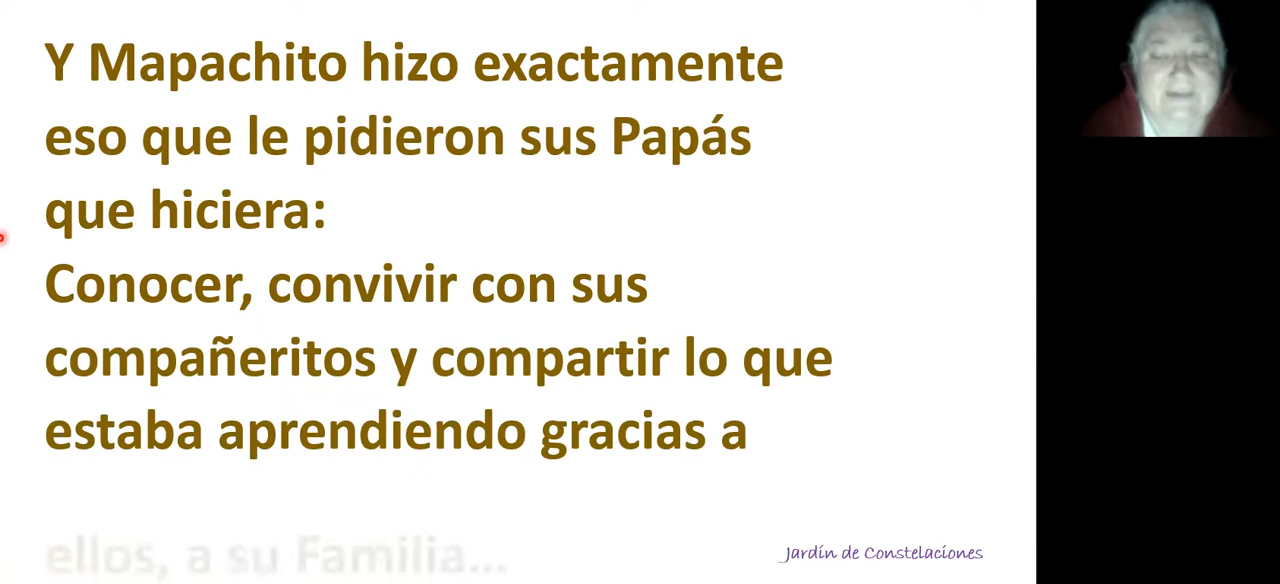 Y Mapachito hizo exactamente
eso que le pidieron sus Papás
que hiciera:
Conocer, convivir con sus
compañeritos y compartir lo que
estaba aprendiendo gracias a
ellos, a su Familia...
Jardín de Constelaciones